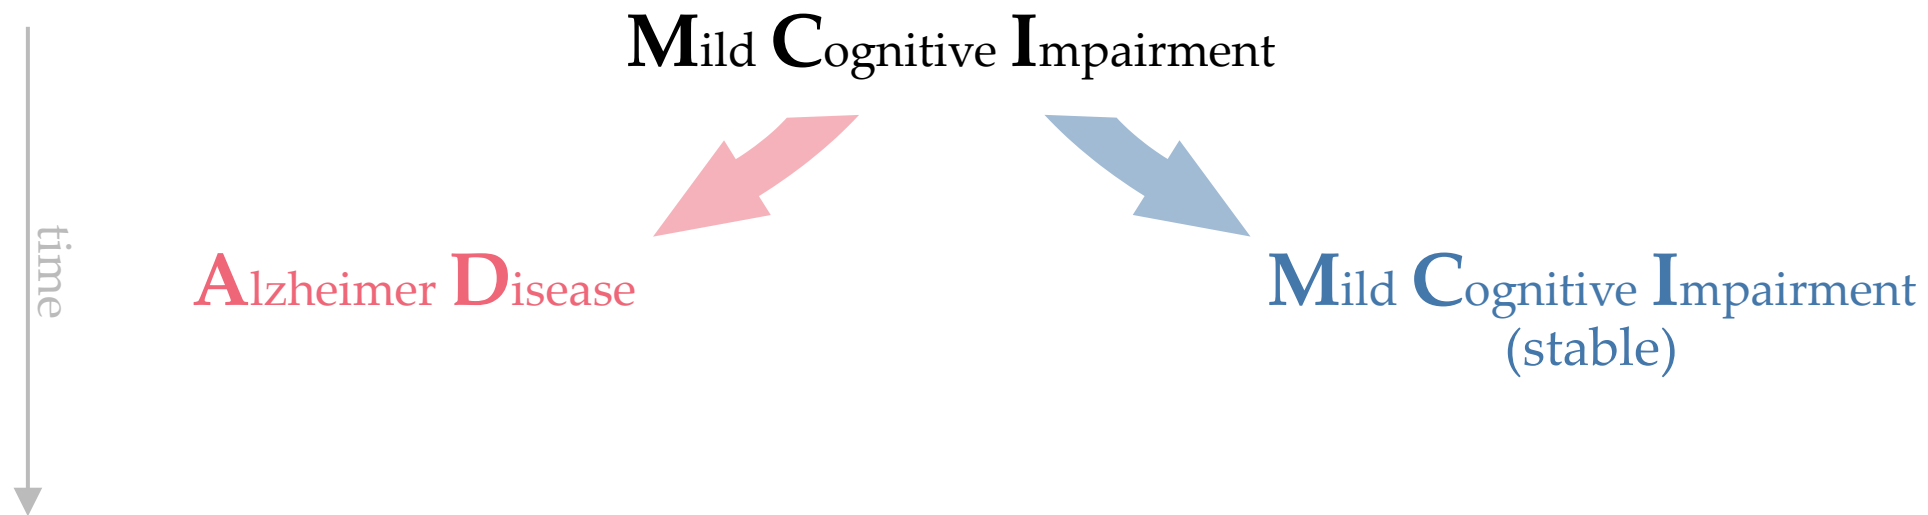 Mild Cognitive Impairment
time
Alzheimer Disease
Mild Cognitive Impairment
(stable)